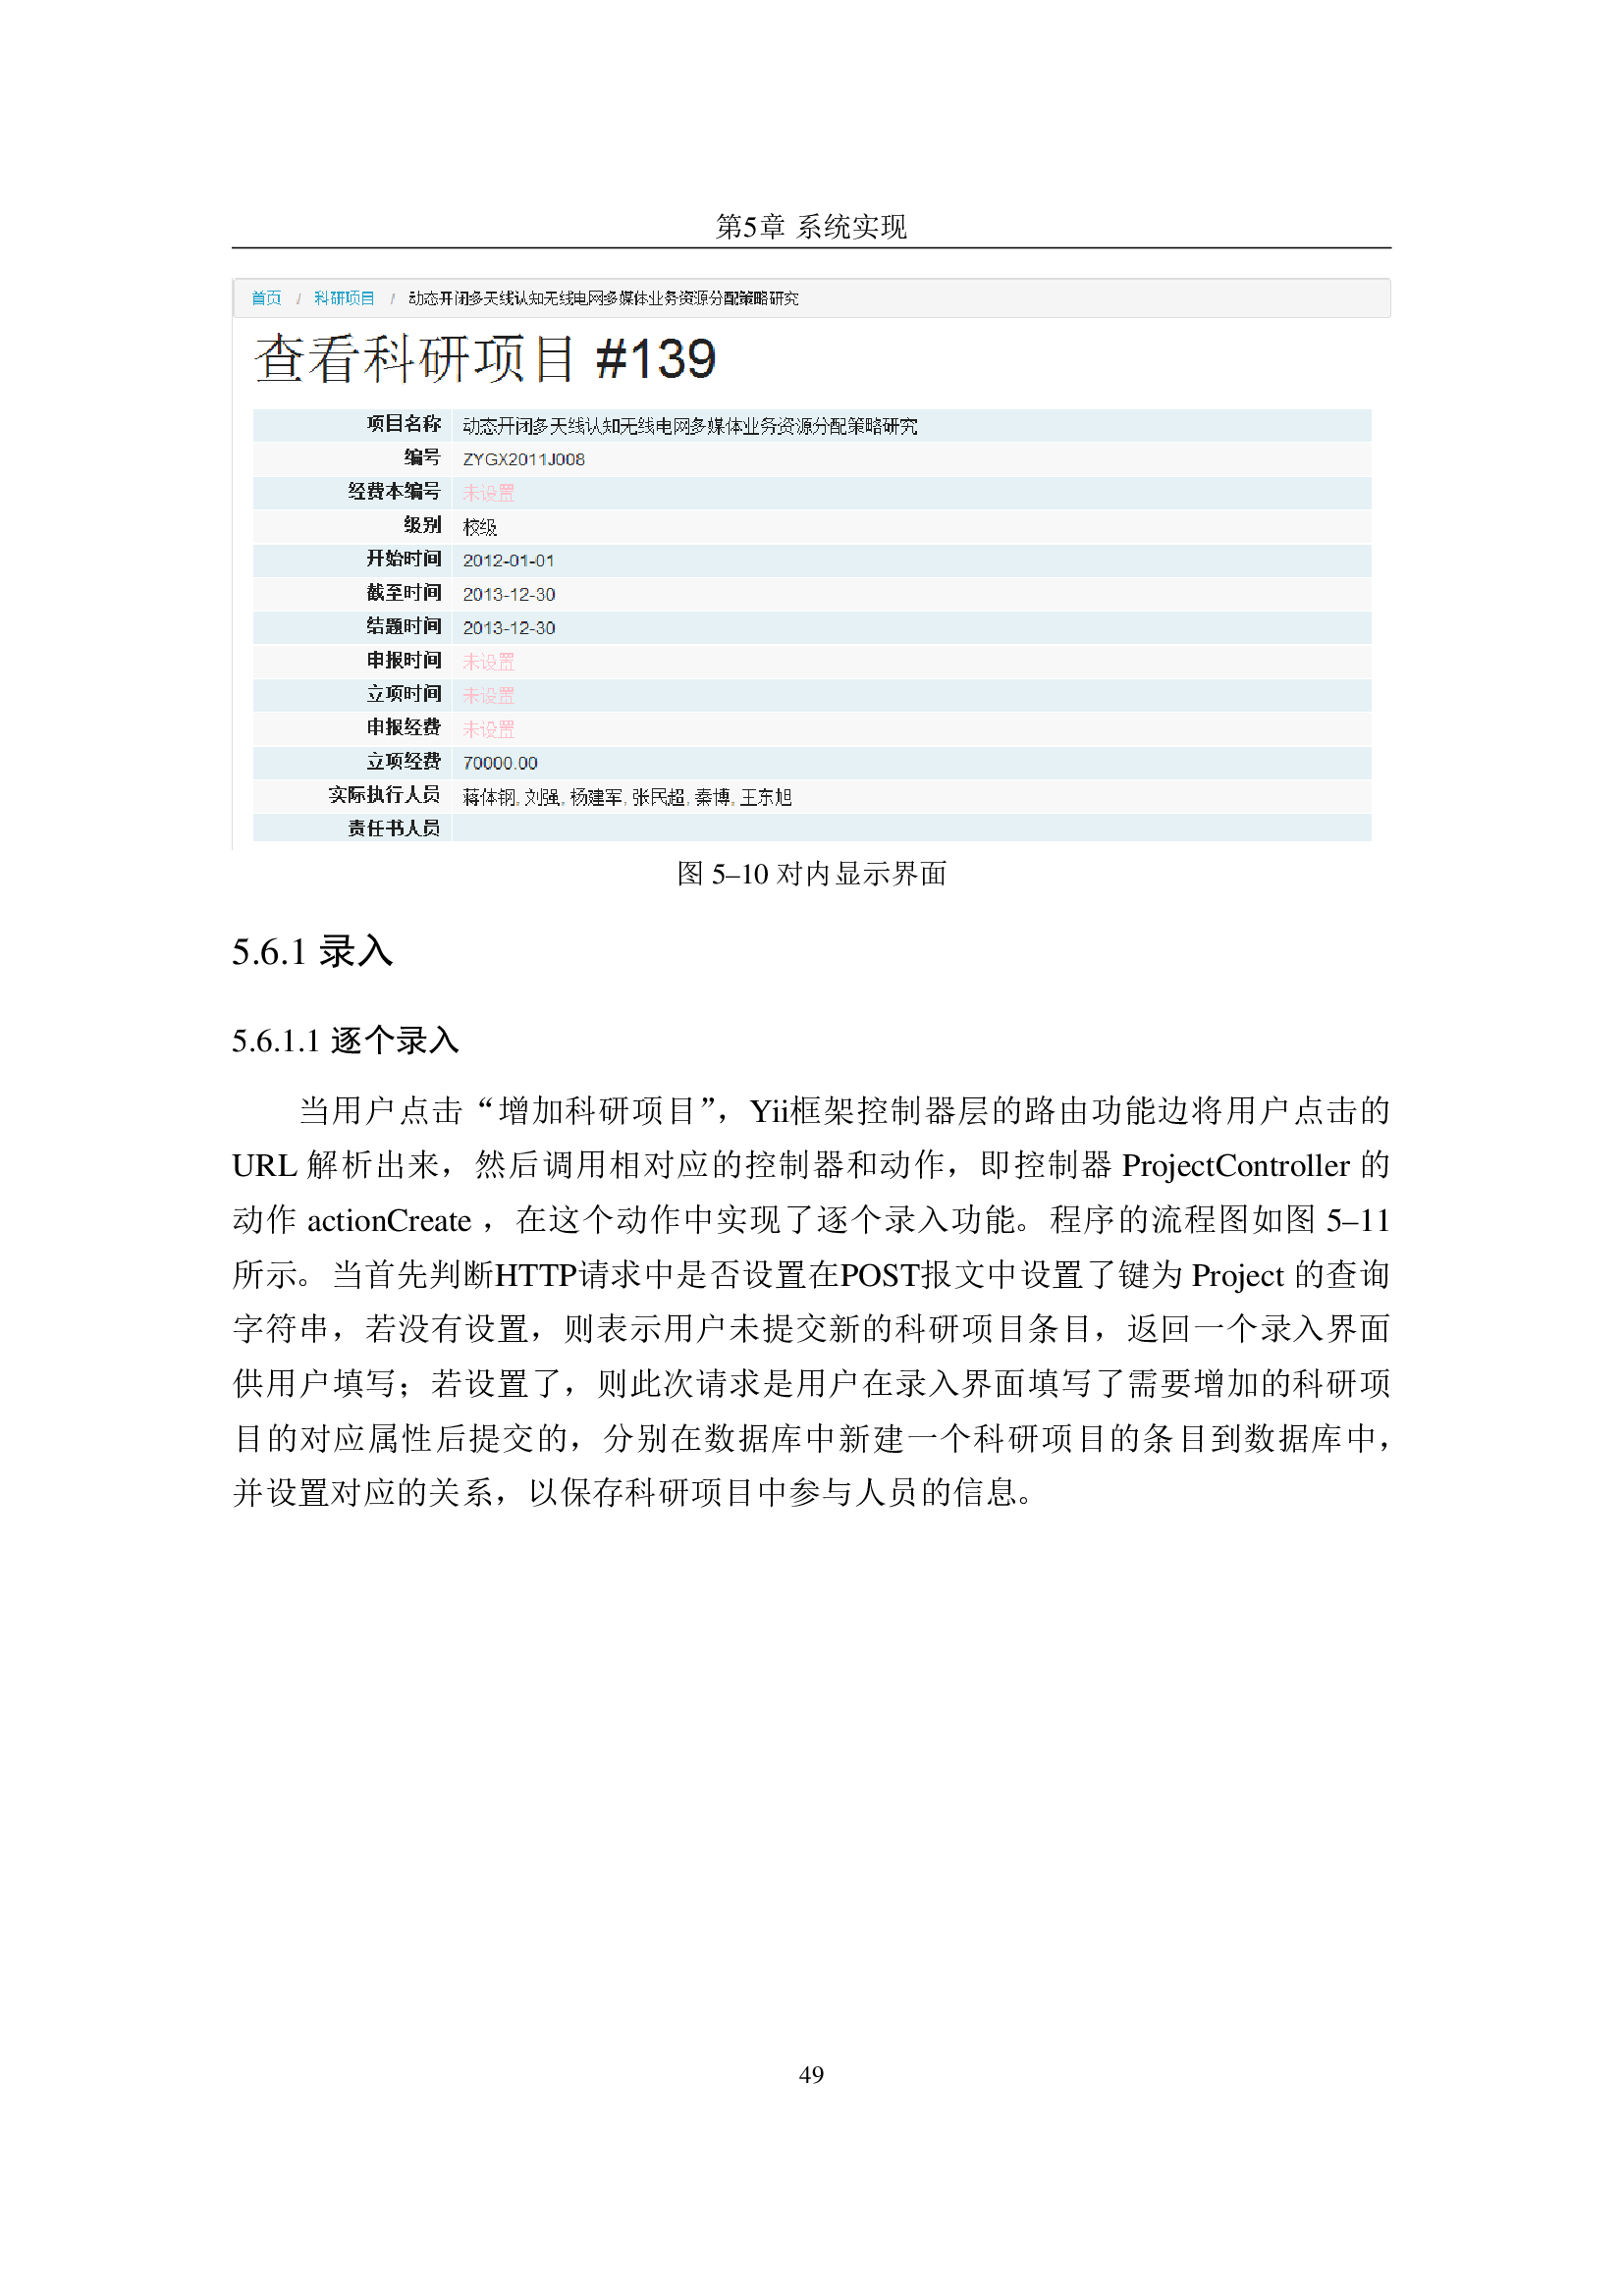 第5章 系统实现
首页 / 科研项目 / 动态开闭多天线认知无线电网多媒体业务资源分配策略研究
查看科研项目 #139
项目名称 动态开闭多天线认知无线电网多媒体业务资源分配策略研究
编号 ZYGX2011J008
经费本编号 未设置
级别 校级
开始时间 2012-01-01
截至时间 2013-12-30
结题时间 2013-12-30
申报时间 未设置
立项时间 未设置
申报经费 未设置
立项经费 70000.00
实际执行人员 蒋体钢, 刘强, 杨建军, 张民超, 秦博, 王东旭
责任书人员
图 5–10 对内显示界面
5.6.1 录入
5.6.1.1 逐个录入
当用户点击“增加科研项目”，Yii框架控制器层的路由功能边将用户点击的
URL 解析出来，然后调用相对应的控制器和动作，即控制器 ProjectController 的
动作 actionCreate ，在这个动作中实现了逐个录入功能。程序的流程图如图 5–11
所示。当首先判断HTTP请求中是否设置在POST报文中设置了键为 Project 的查询
字符串，若没有设置，则表示用户未提交新的科研项目条目，返回一个录入界面
供用户填写；若设置了，则此次请求是用户在录入界面填写了需要增加的科研项
目的对应属性后提交的，分别在数据库中新建一个科研项目的条目到数据库中，
并设置对应的关系，以保存科研项目中参与人员的信息。
49